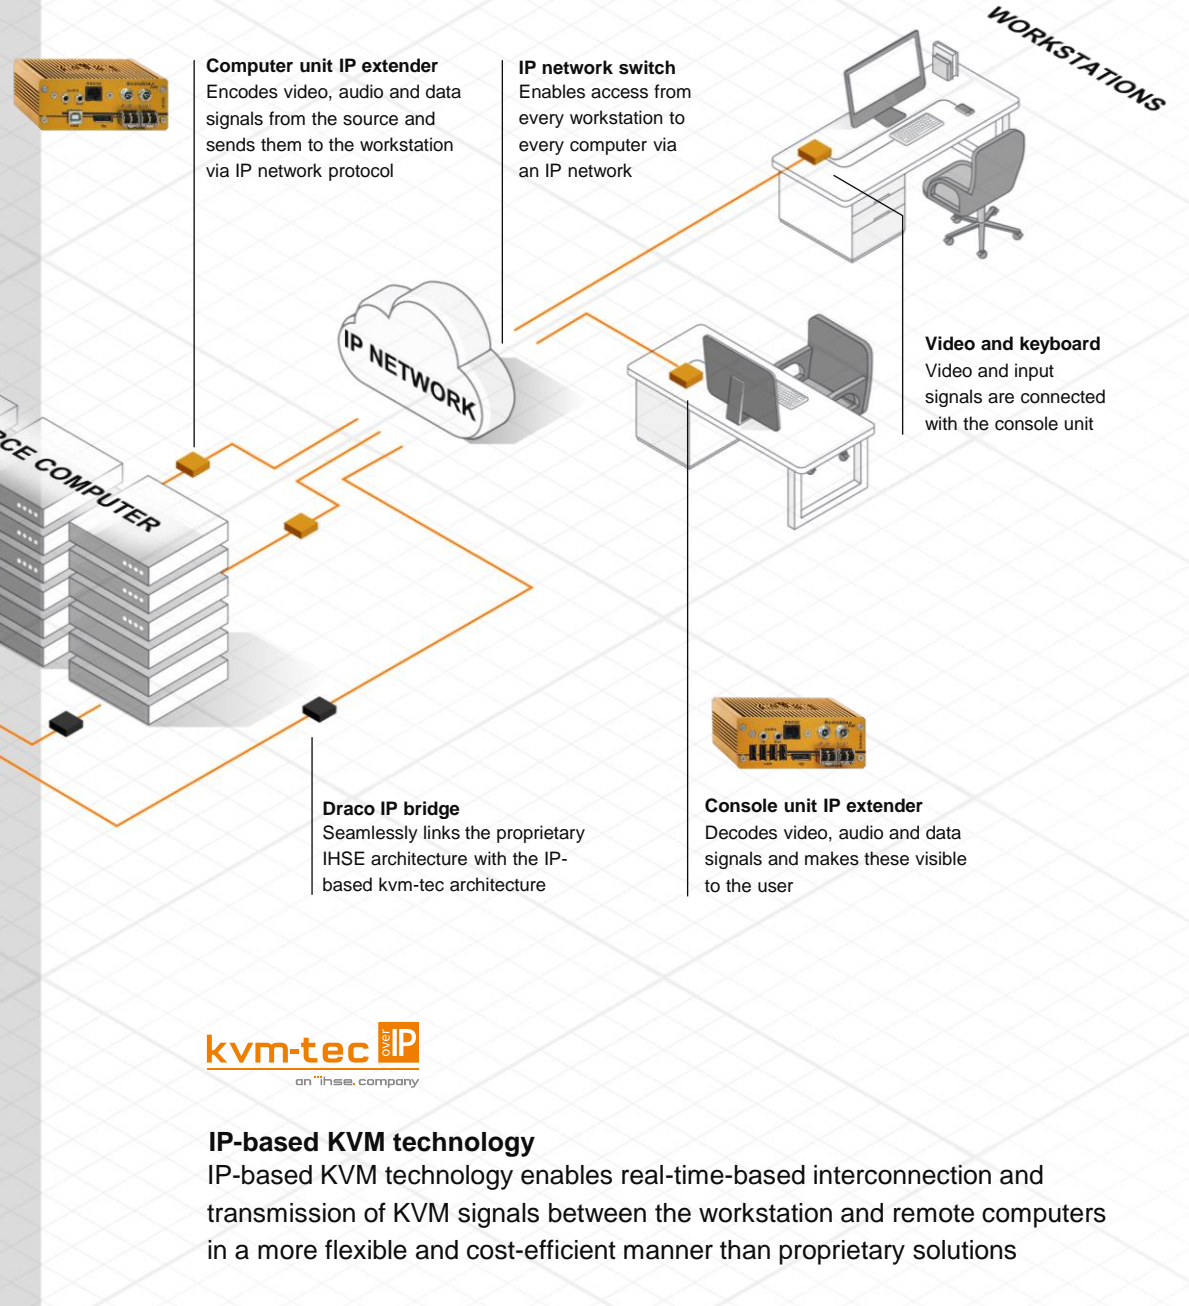 WORKSTATIONS
Computer unit IP extender
Encodes video, audio and data
signals from the source and
sends them to the workstation
via IP network protocol
IP network switch
Enables access from
every workstation to
every computer via
an IP network
IP NETWORK
Video and keyboard
Video and input
signals are connected
with the console unit
RCE COMPUTER
Draco IP bridge
Seamlessly links the proprietary
IHSE architecture with the IP-
based kvm-tec architecture
Console unit IP extender
Decodes video, audio and data
signals and makes these visible
to the user
kvm-tec over IP
an ihse. company
IP-based KVM technology
IP-based KVM technology enables real-time-based interconnection and
transmission of KVM signals between the workstation and remote computers
in a more flexible and cost-efficient manner than proprietary solutions